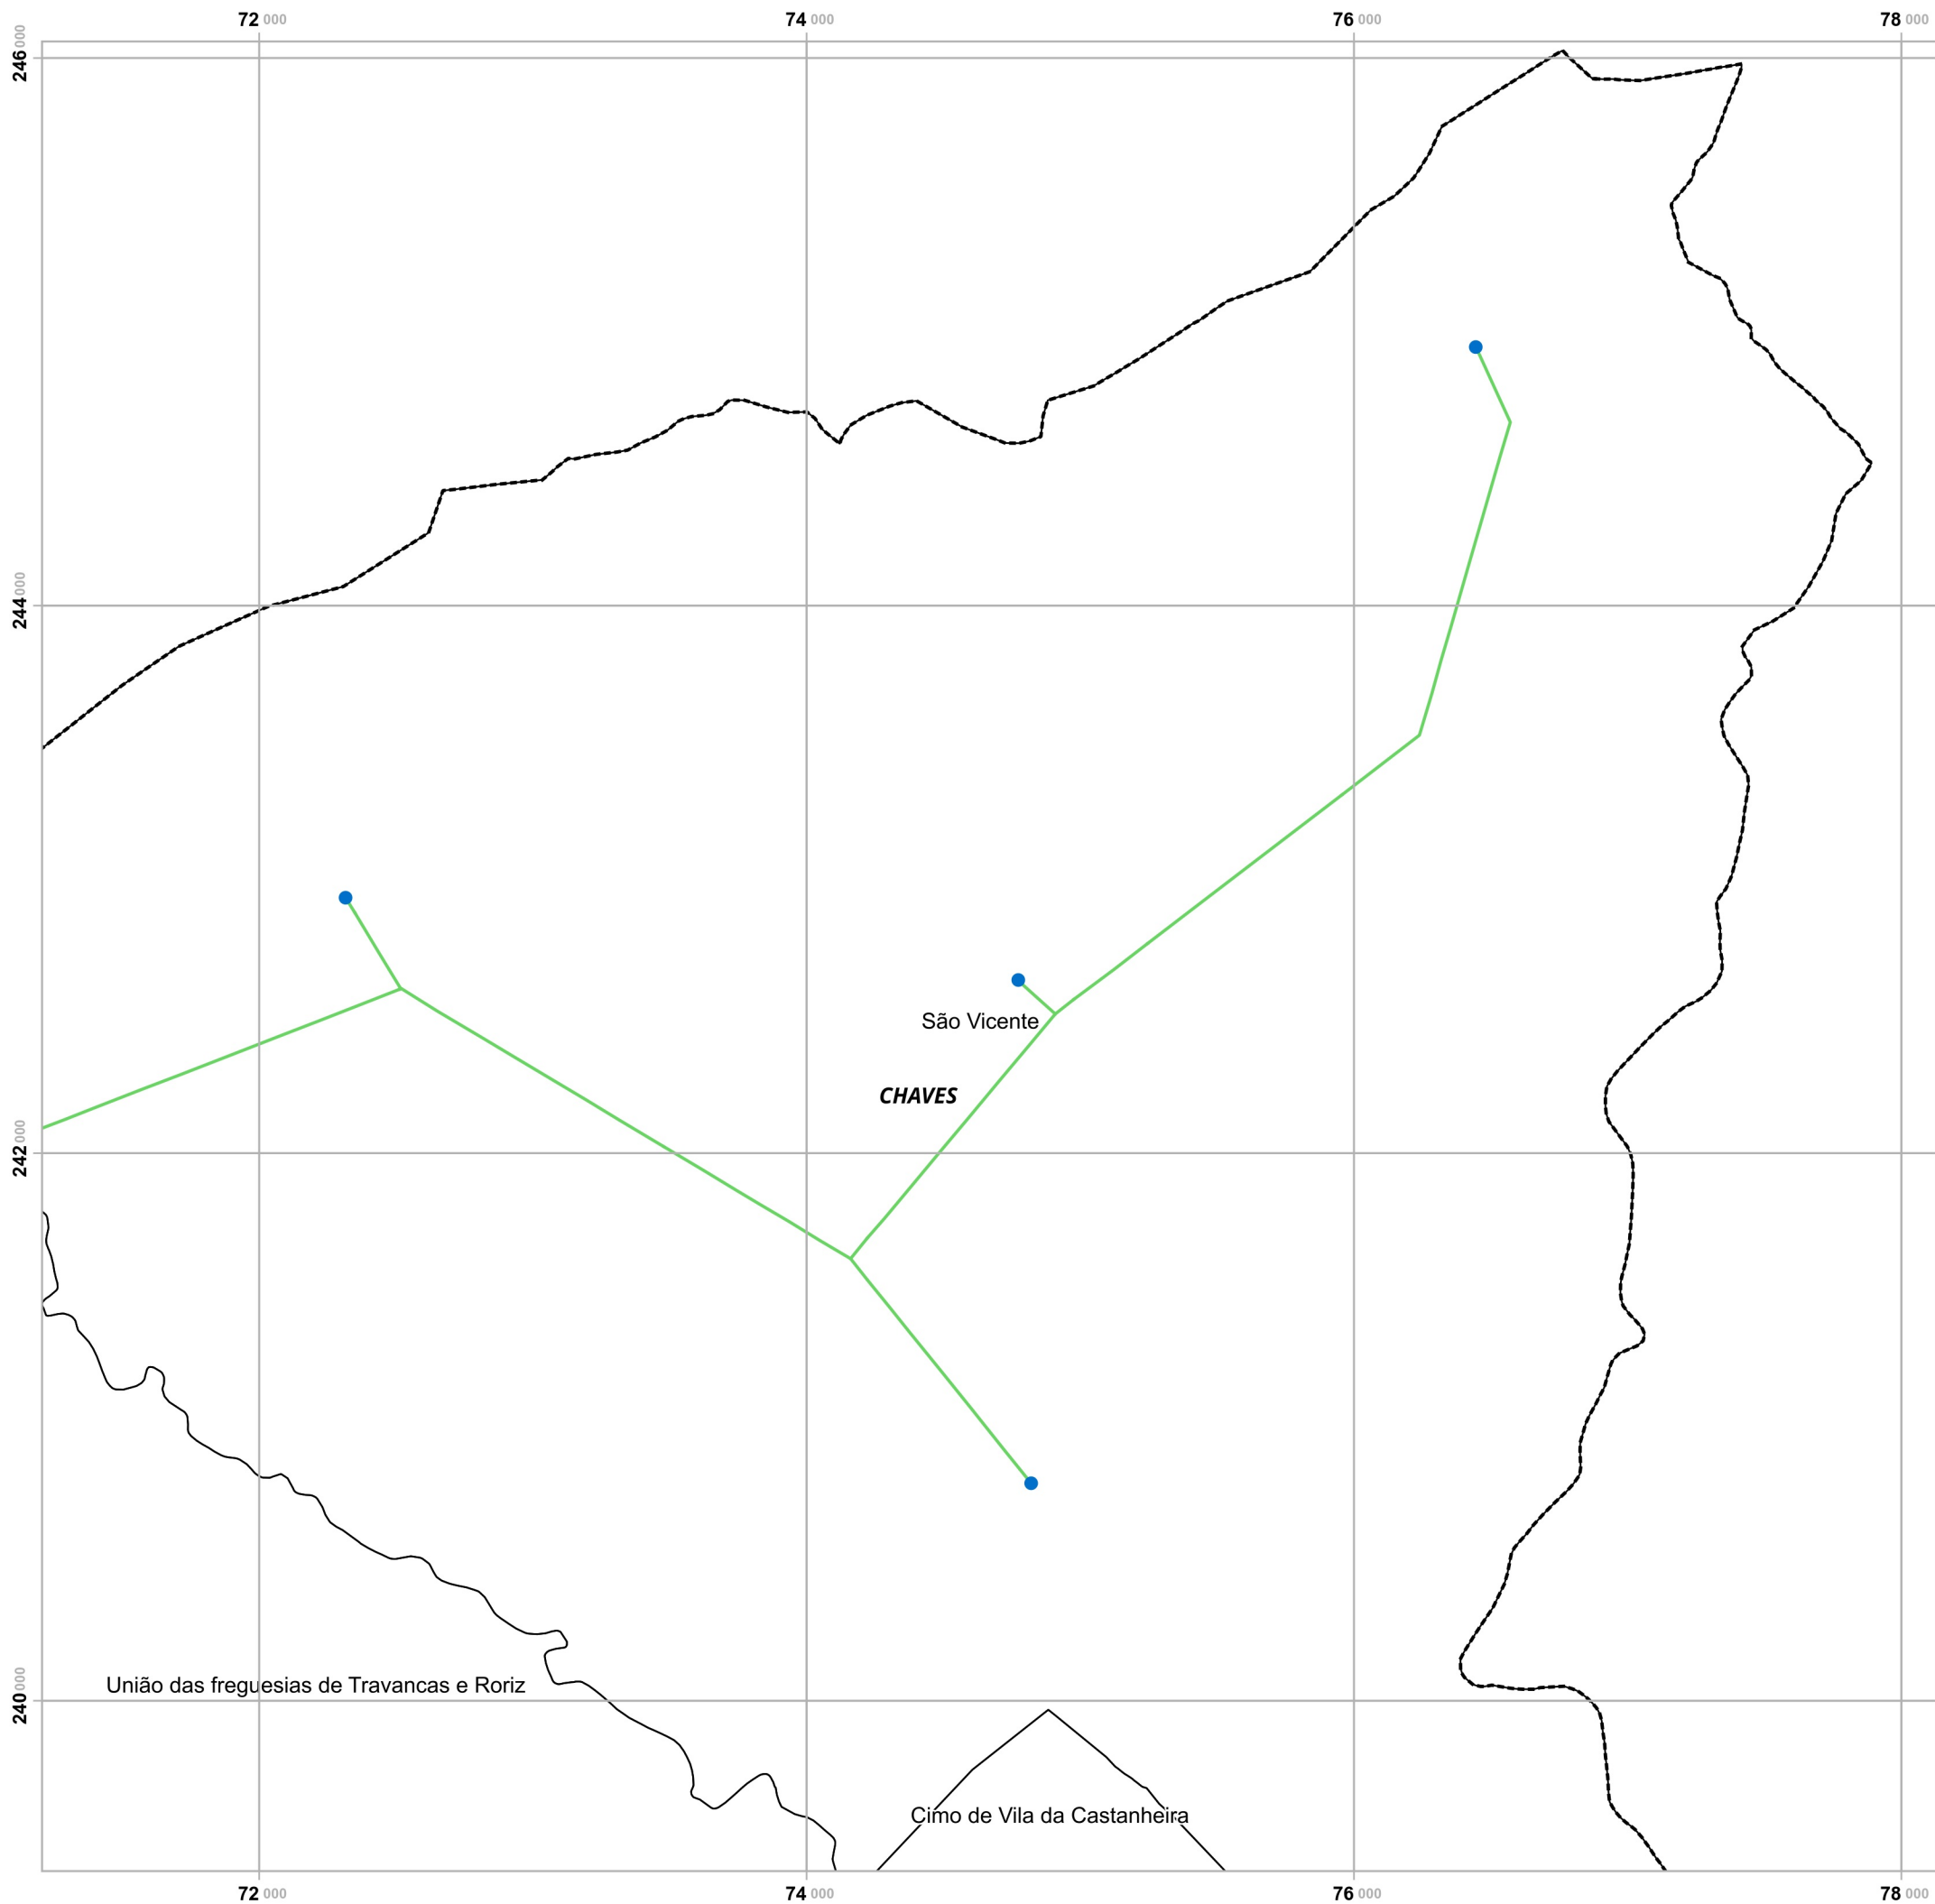 72 000 74 000 76 000 78 000
246 000
244 000
São Vicente
CHAVES
242 000
União das freguesias de Travancas e Roriz
240 000
Cimo de Vila da Castanheira
72 000 74 000 76 000 78 000